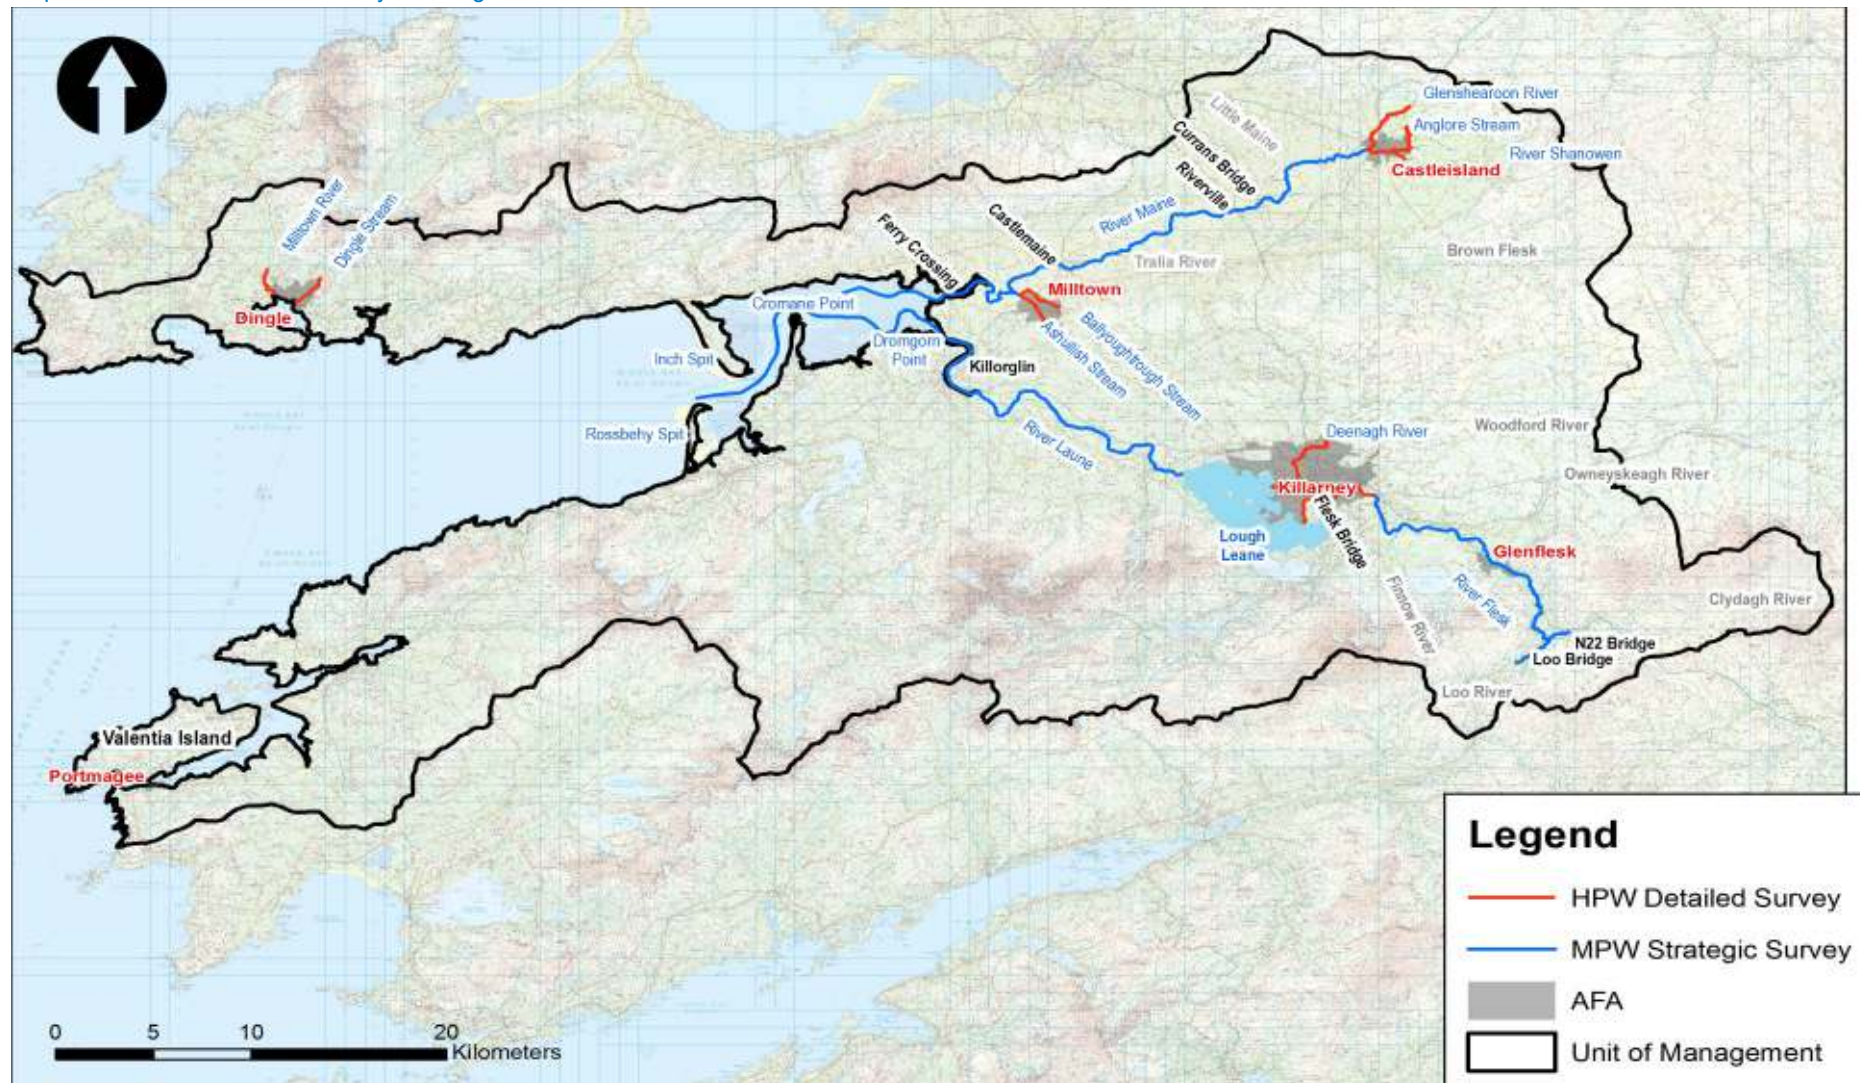 Glenshearoon River
Little Maine
Anglore Stream
Currans Bridge
River Shanowen
Castleisland
Riverville
Milltown River
Dingle Stream
River Maine
Castlemaine
Ferry Crossing
Brown Flesk
Tralia River
Milltown
Cromane Point
Dingle
Ballyoughtrough Stream
Ashullish Stream
Dromgorn
Point
Inch Spit
Killorglin
Woodford River
Deenagh River
Rossbehy Spit
River Laune
Owneyskeagh River
Killarney
Flesk Bridge
Lough
Leane
Glenflesk
River Flesk
Finnow River
Clydagh River
N22 Bridge
Loo Bridge
Loo River
Valentia Island
Portmagee
Legend
HPW Detailed Survey
MPW Strategic Survey
AFA
Unit of Management
0 5 10 20
Kilometers